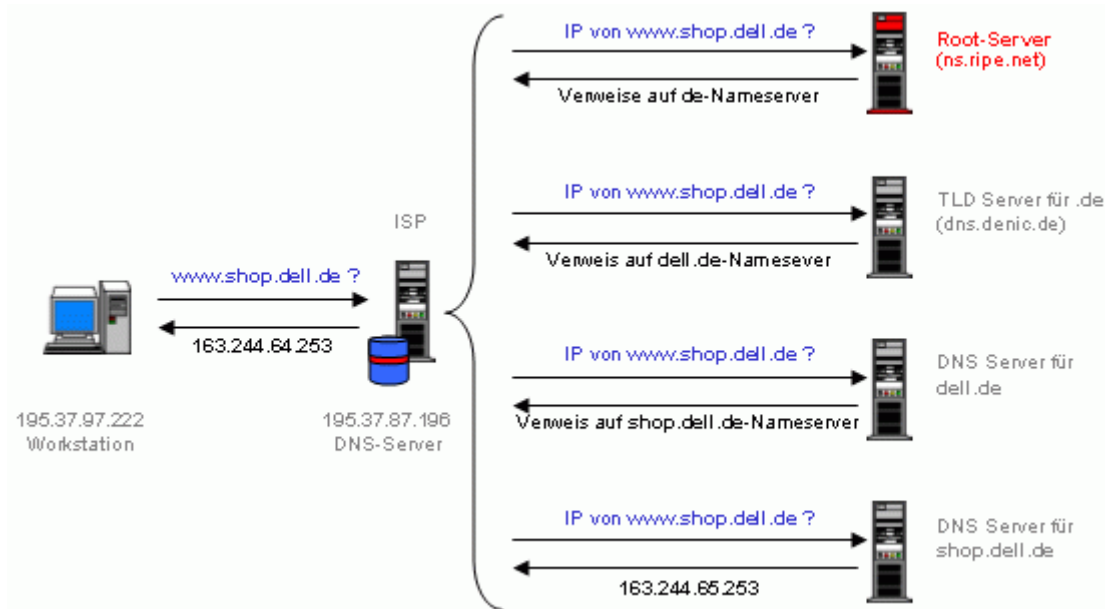 IP von www.shop.dell.de ?
Verweise auf de-Nameserver
Root-Server
(ns.ripe.net)
IP von www.shop.dell.de ?
Verweis auf dell.de-Namesever
TLD Server für .de
(dns.denic.de)
ISP
www.shop.dell.de ?
163.244.64.253
195.37.97.222
Workstation
195.37.87.196
DNS-Server
IP von www.shop.dell.de ?
Verweis auf shop.dell.de-Nameserver
DNS Server für
dell.de
IP von www.shop.dell.de ?
163.244.65.253
DNS Server für
shop.dell.de